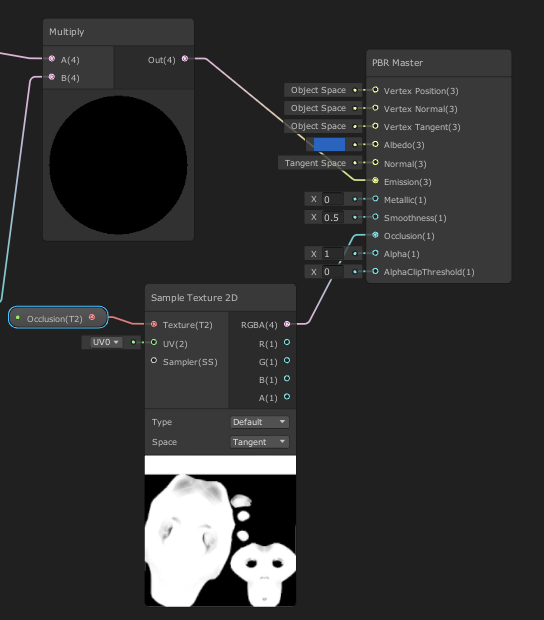 Multiply
A(4)
Out(4)
B(4)
PBR Master
Object Space
Vertex Position(3)
Object Space
Vertex Normal(3)
Object Space
Vertex Tangent(3)
Albedo(3)
Tangent Space
Normal(3)
Emission(3)
X 0
Metallic(1)
X 0.5
Smoothness(1)
Occlusion(1)
X 1
Alpha(1)
X 0
AlphaClipThreshold(1)
Sample Texture 2D
Occlusion(T2)
Texture(T2)
RGBA(4)
UV0
UV(2)
R(1)
Sampler(SS)
G(1)
B(1)
A(1)
Type
Default
Space
Tangent